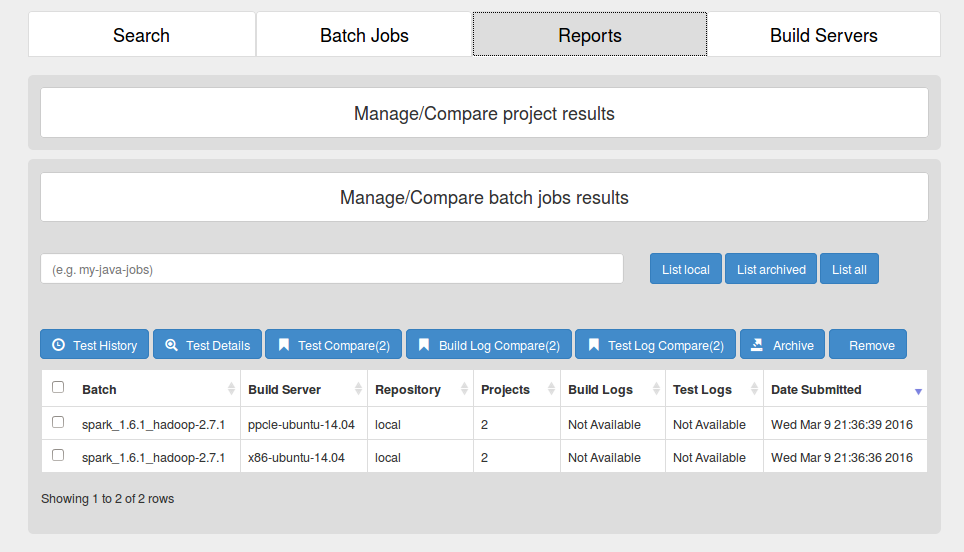 Search Batch Jobs Reports Build Servers
Manage/Compare project results
Manage/Compare batch jobs results
(e.g. my-java-jobs) List local List archived List all
Test History Test Details Test Compare(2) Build Log Compare(2) Test Log Compare(2) Archive Remove
Batch Build Server Repository Projects Build Logs Test Logs Date Submitted
spark_1.6.1_hadoop-2.7.1 ppcle-ubuntu-14.04 local 2 Not Available Not Available Wed Mar 9 21:36:39 2016
spark_1.6.1_hadoop-2.7.1 x86-ubuntu-14.04 local 2 Not Available Not Available Wed Mar 9 21:36:36 2016
Showing 1 to 2 of 2 rows